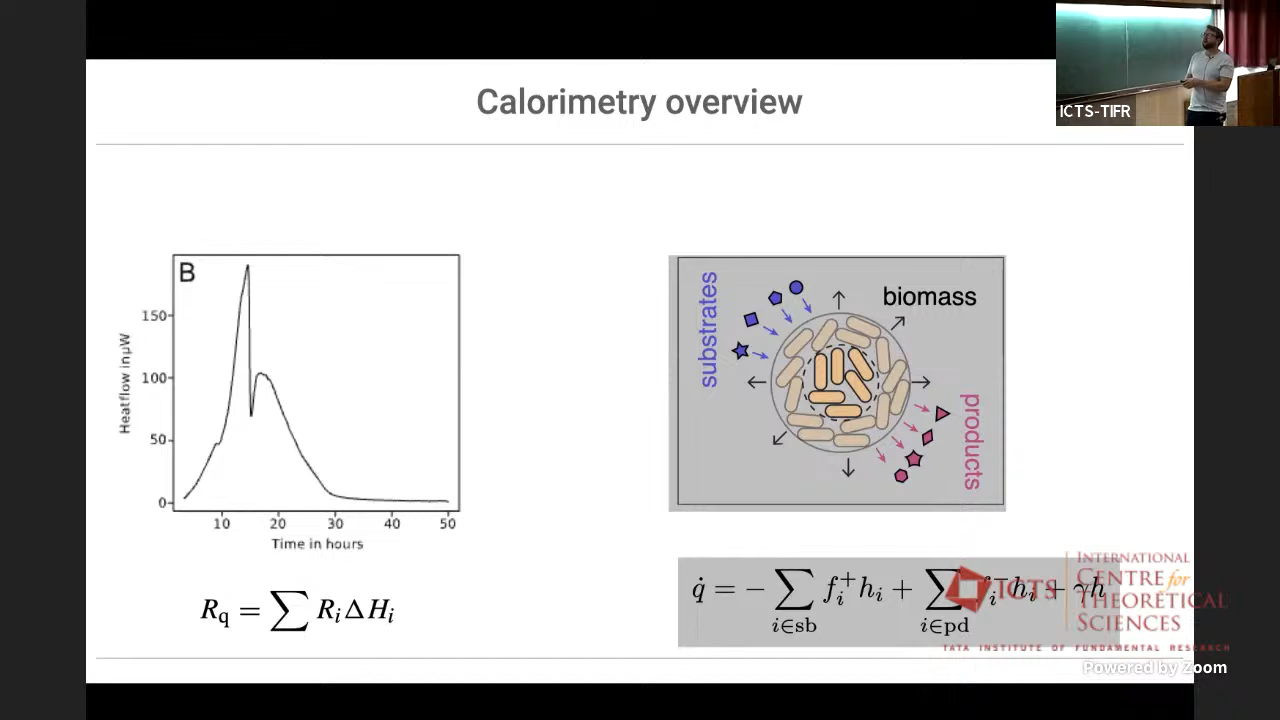 Calorimetry overview
ICTS-TIFR
B
Heatflow in µW
150
100
50
0
10 20 30 40 50
Time in hours
R_q = ∑ R_i ΔH_i
substrates
biomass
products
q̇ = − ∑_{i∈sb} f_i^+ h_i + ∑_{i∈pd} f_i^− h_i + γh
ICTS
INTERNATIONAL
CENTRE for
THEORETICAL
SCIENCES
TATA INSTITUTE OF FUNDAMENTAL RESEARCH
Powered by Zoom